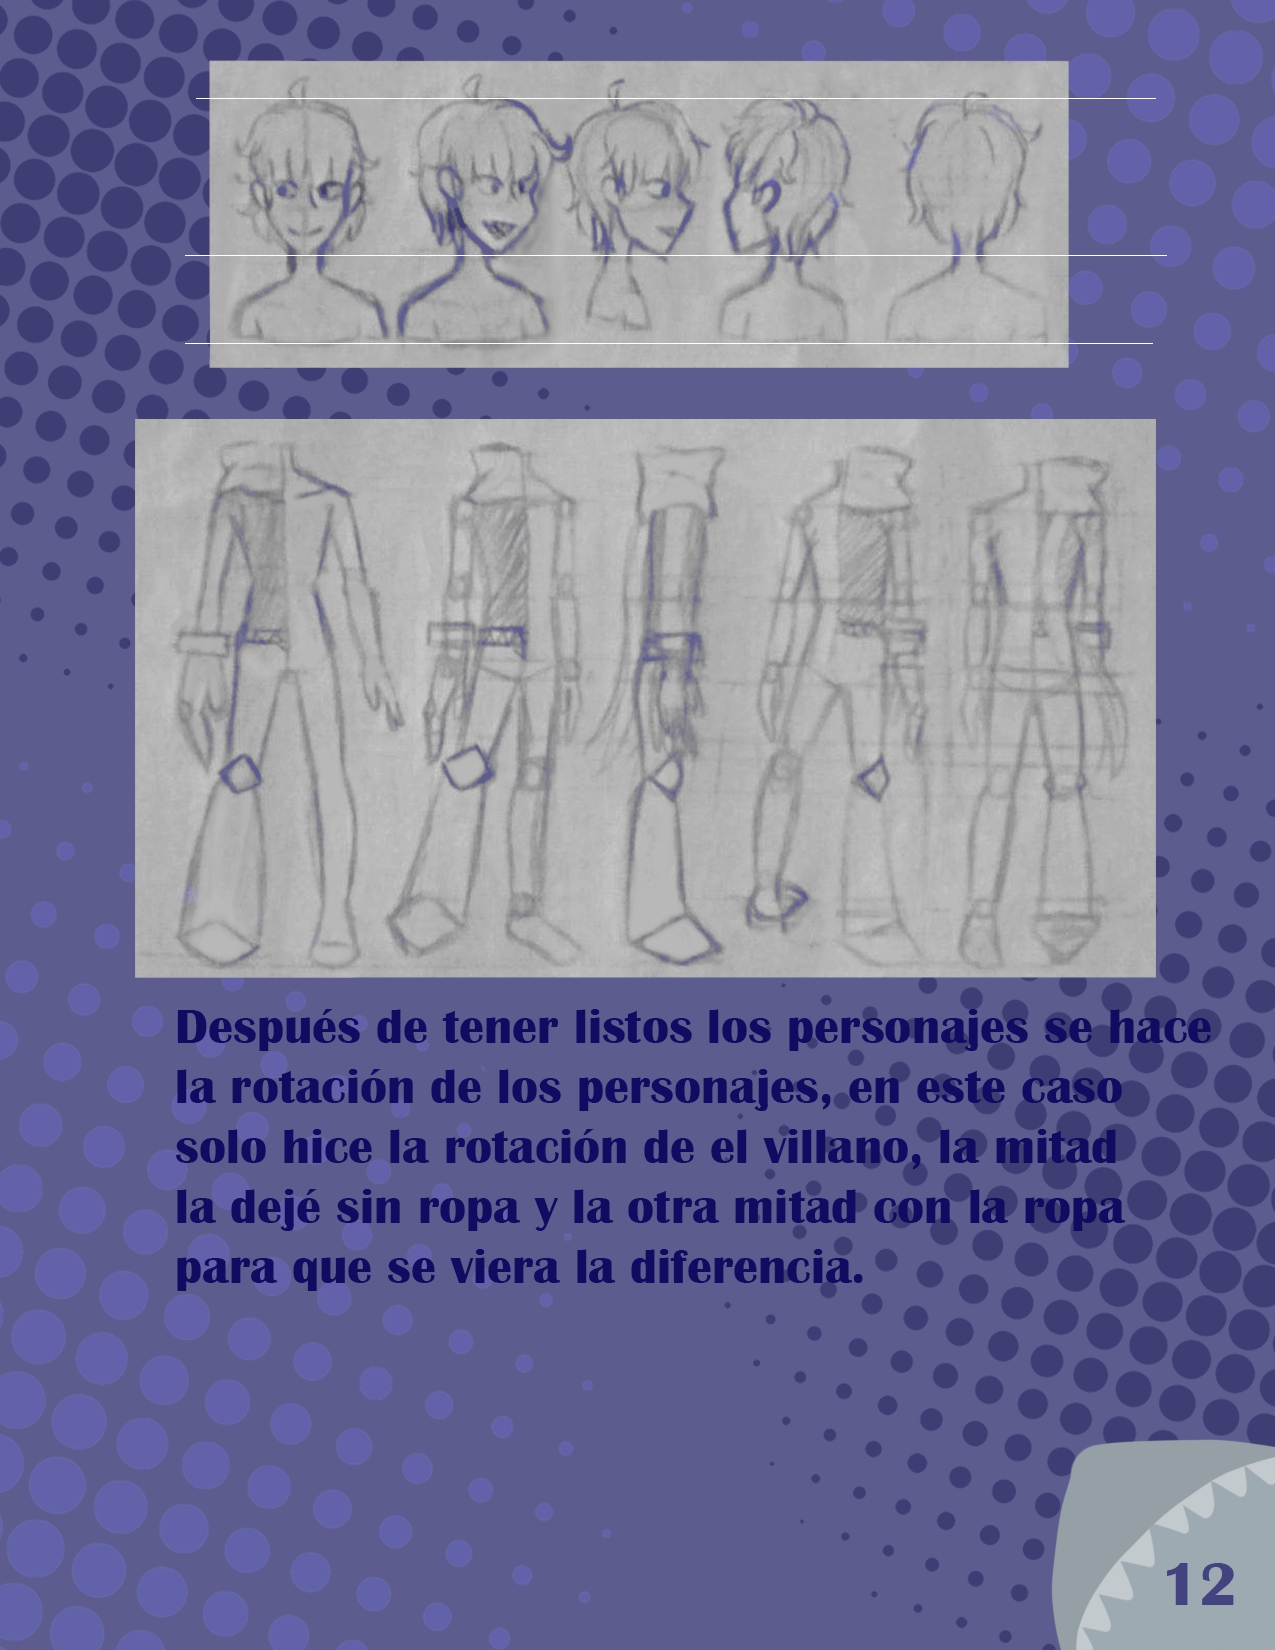 Después de tener listos los personajes se hace
la rotación de los personajes, en este caso
solo hice la rotación de el villano, la mitad
la dejé sin ropa y la otra mitad con la ropa
para que se viera la diferencia.
12